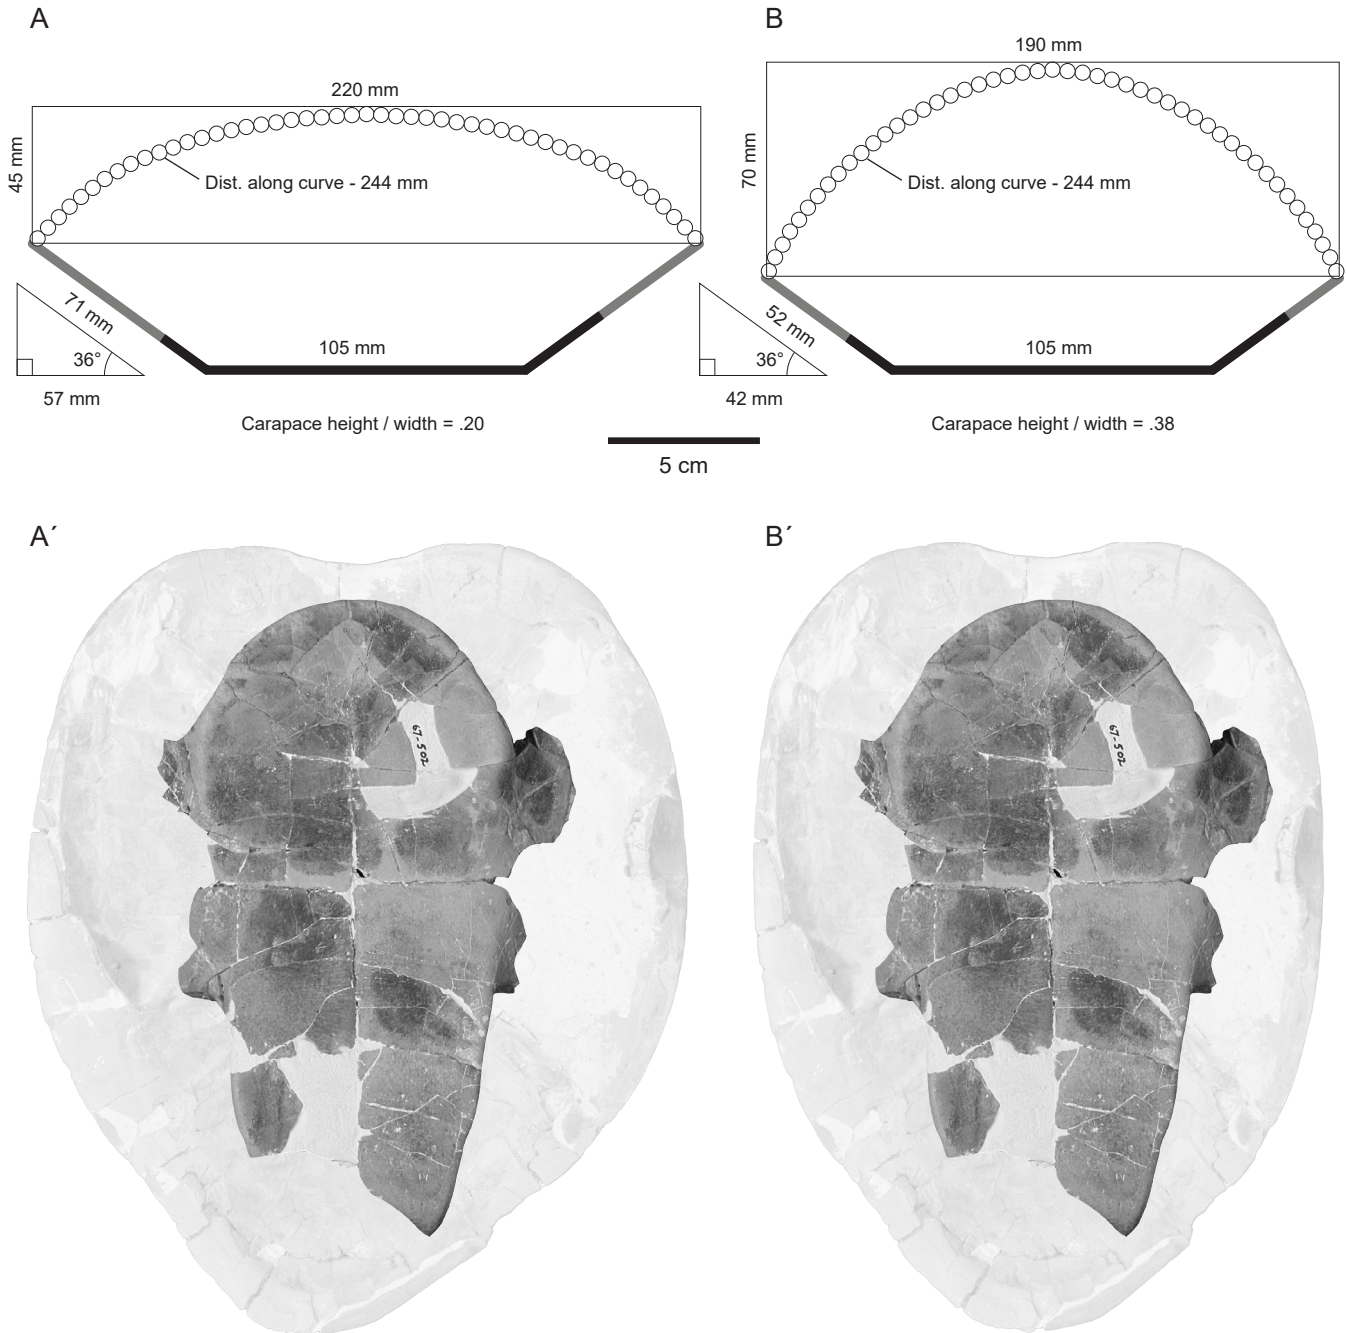 A
220 mm
45 mm
Dist. along curve - 244 mm
71 mm
36°
57 mm
105 mm
Carapace height / width = .20
B
190 mm
70 mm
Dist. along curve - 244 mm
52 mm
36°
42 mm
105 mm
Carapace height / width = .38
5 cm
A´
67-502
B´
67-502